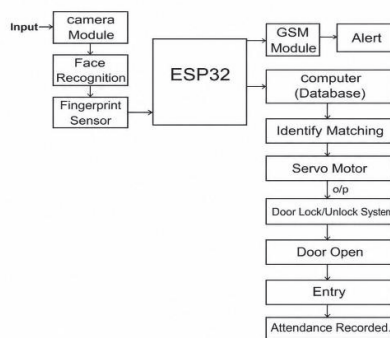 Input
camera
Module
Face
Recognition
Fingerprint
Sensor
ESP32
GSM
Module
Alert
computer
(Database)
Identify Matching
Servo Motor
o/p
Door Lock/Unlock System
Door Open
Entry
Attendance Recorded.